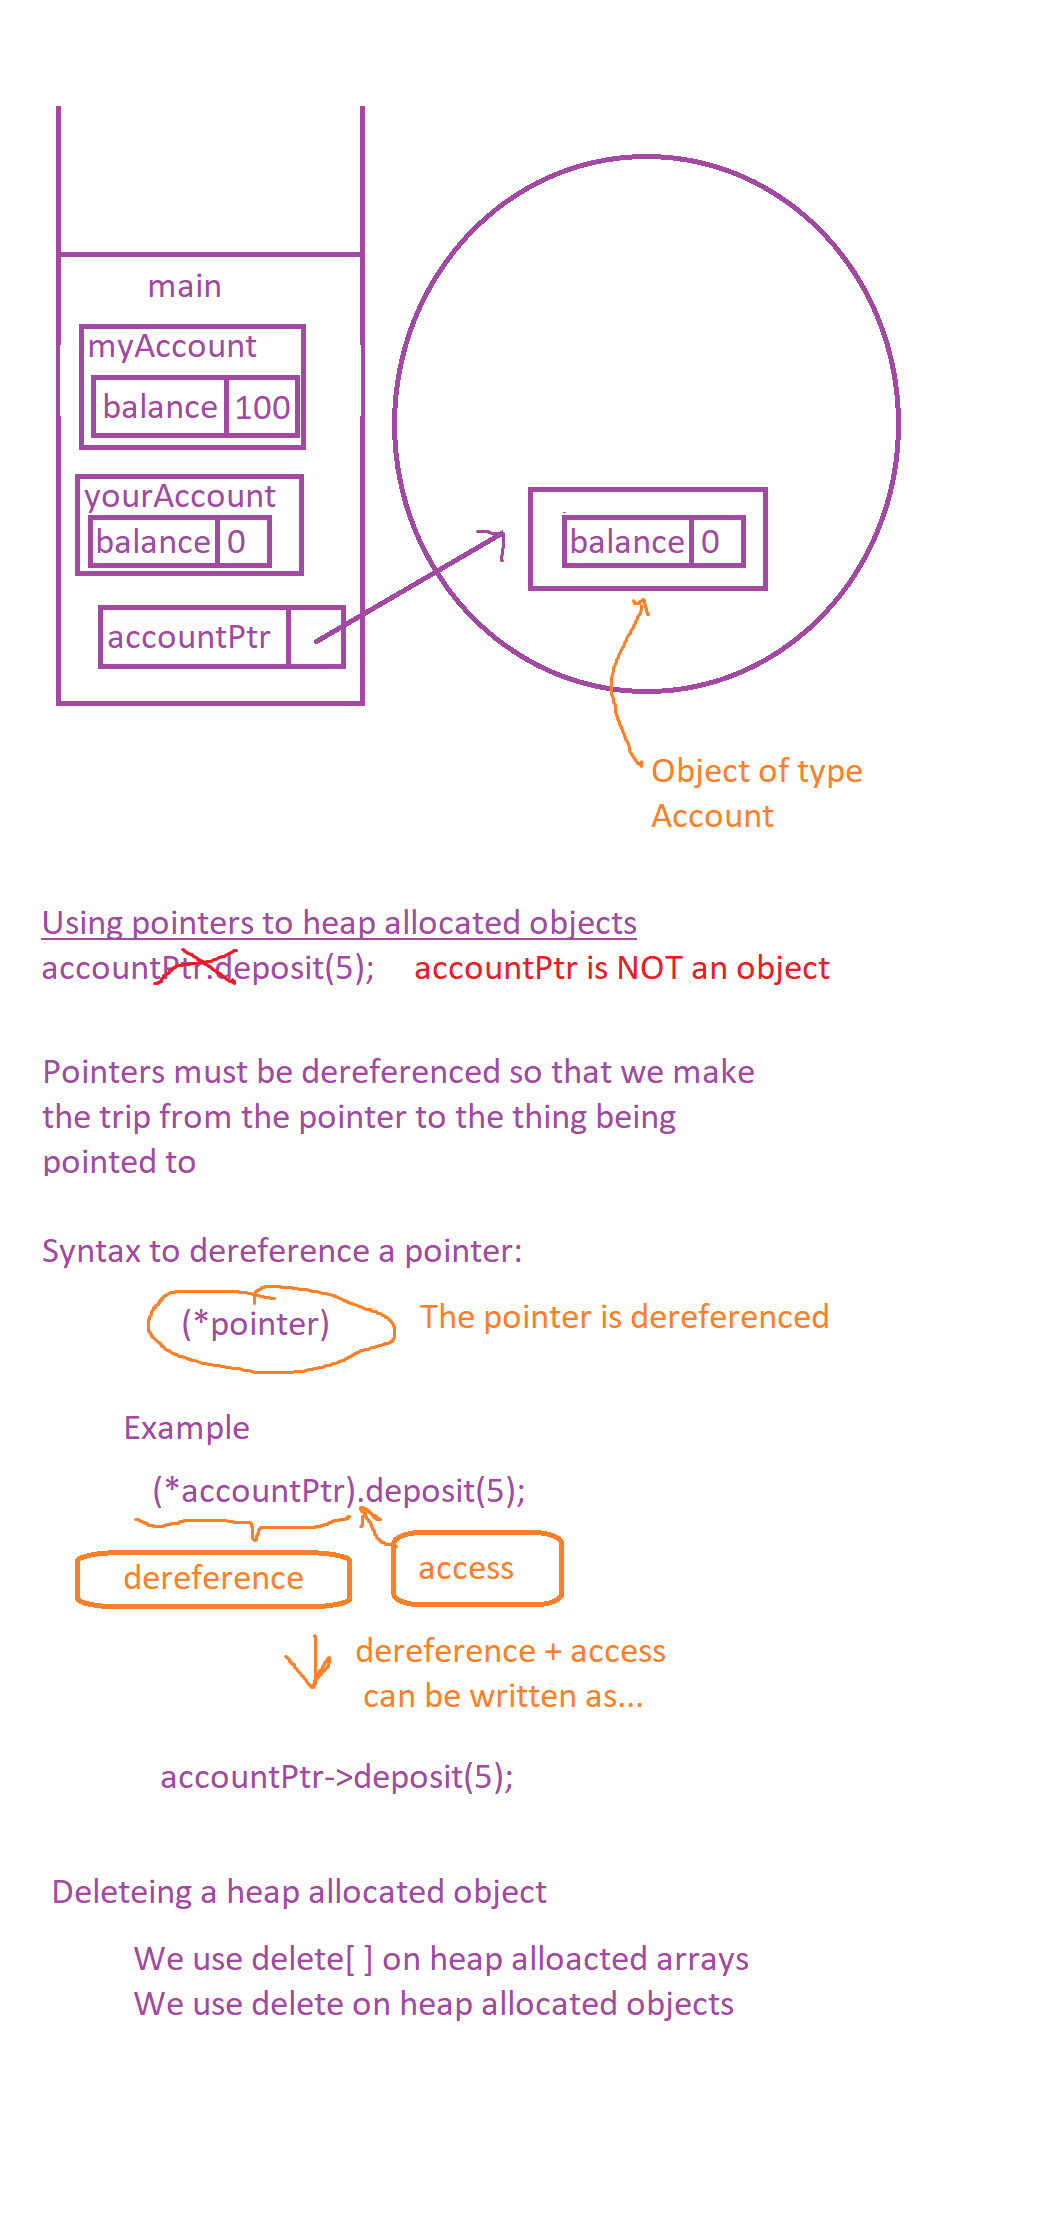 main
myAccount
balance 100
yourAccount
balance 0
accountPtr
balance 0
Object of type
Account
Using pointers to heap allocated objects
accountPtr.deposit(5); accountPtr is NOT an object
Pointers must be dereferenced so that we make
the trip from the pointer to the thing being
pointed to
Syntax to dereference a pointer:
(*pointer) The pointer is dereferenced
Example
(*accountPtr).deposit(5);
dereference access
dereference + access
can be written as...
accountPtr->deposit(5);
Deleteing a heap allocated object
We use delete[ ] on heap alloacted arrays
We use delete on heap allocated objects